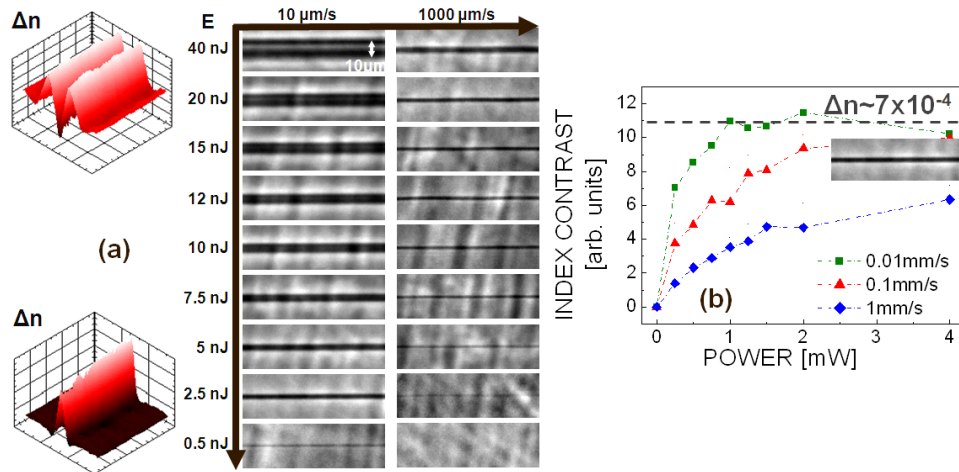 Δn
E
10 µm/s
1000 µm/s
40 nJ
10um
20 nJ
15 nJ
12 nJ
(a)
10 nJ
7.5 nJ
Δn
5 nJ
2.5 nJ
0.5 nJ
INDEX CONTRAST
[arb. units]
12
10
8
6
4
2
0
Δn~7x10⁻⁴
(b)
0.01mm/s
0.1mm/s
1mm/s
0 1 2 3 4
POWER [mW]